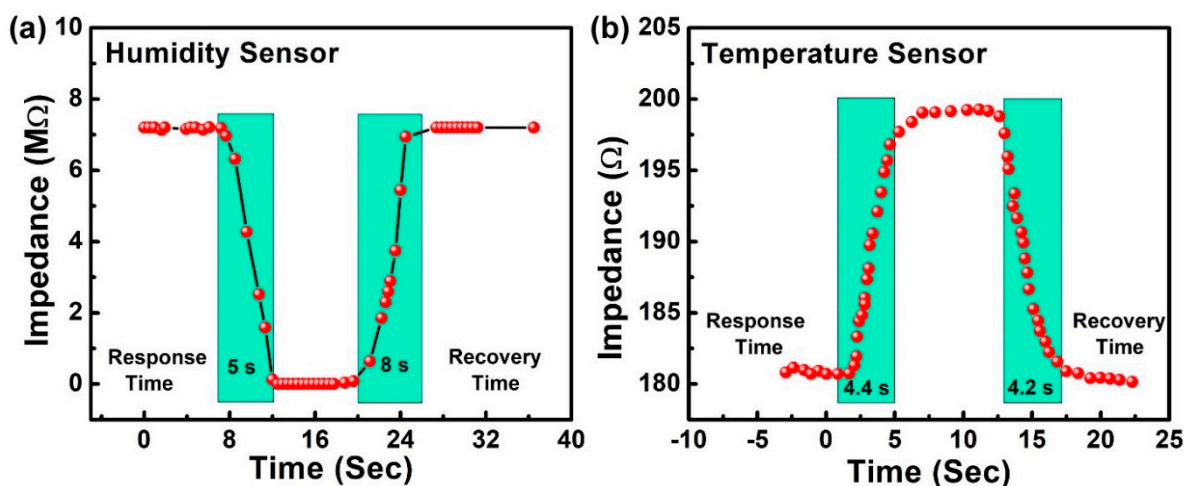 (a)
Humidity Sensor
Impedance (MΩ)
10
8
6
4
2
0
Response
Time
5 s
8 s
Recovery
Time
0
8
16
24
32
40
Time (Sec)
(b)
Temperature Sensor
Impedance (Ω)
205
200
195
190
185
180
175
Response
Time
4.4 s
4.2 s
Recovery
Time
-10
-5
0
5
10
15
20
25
Time (Sec)